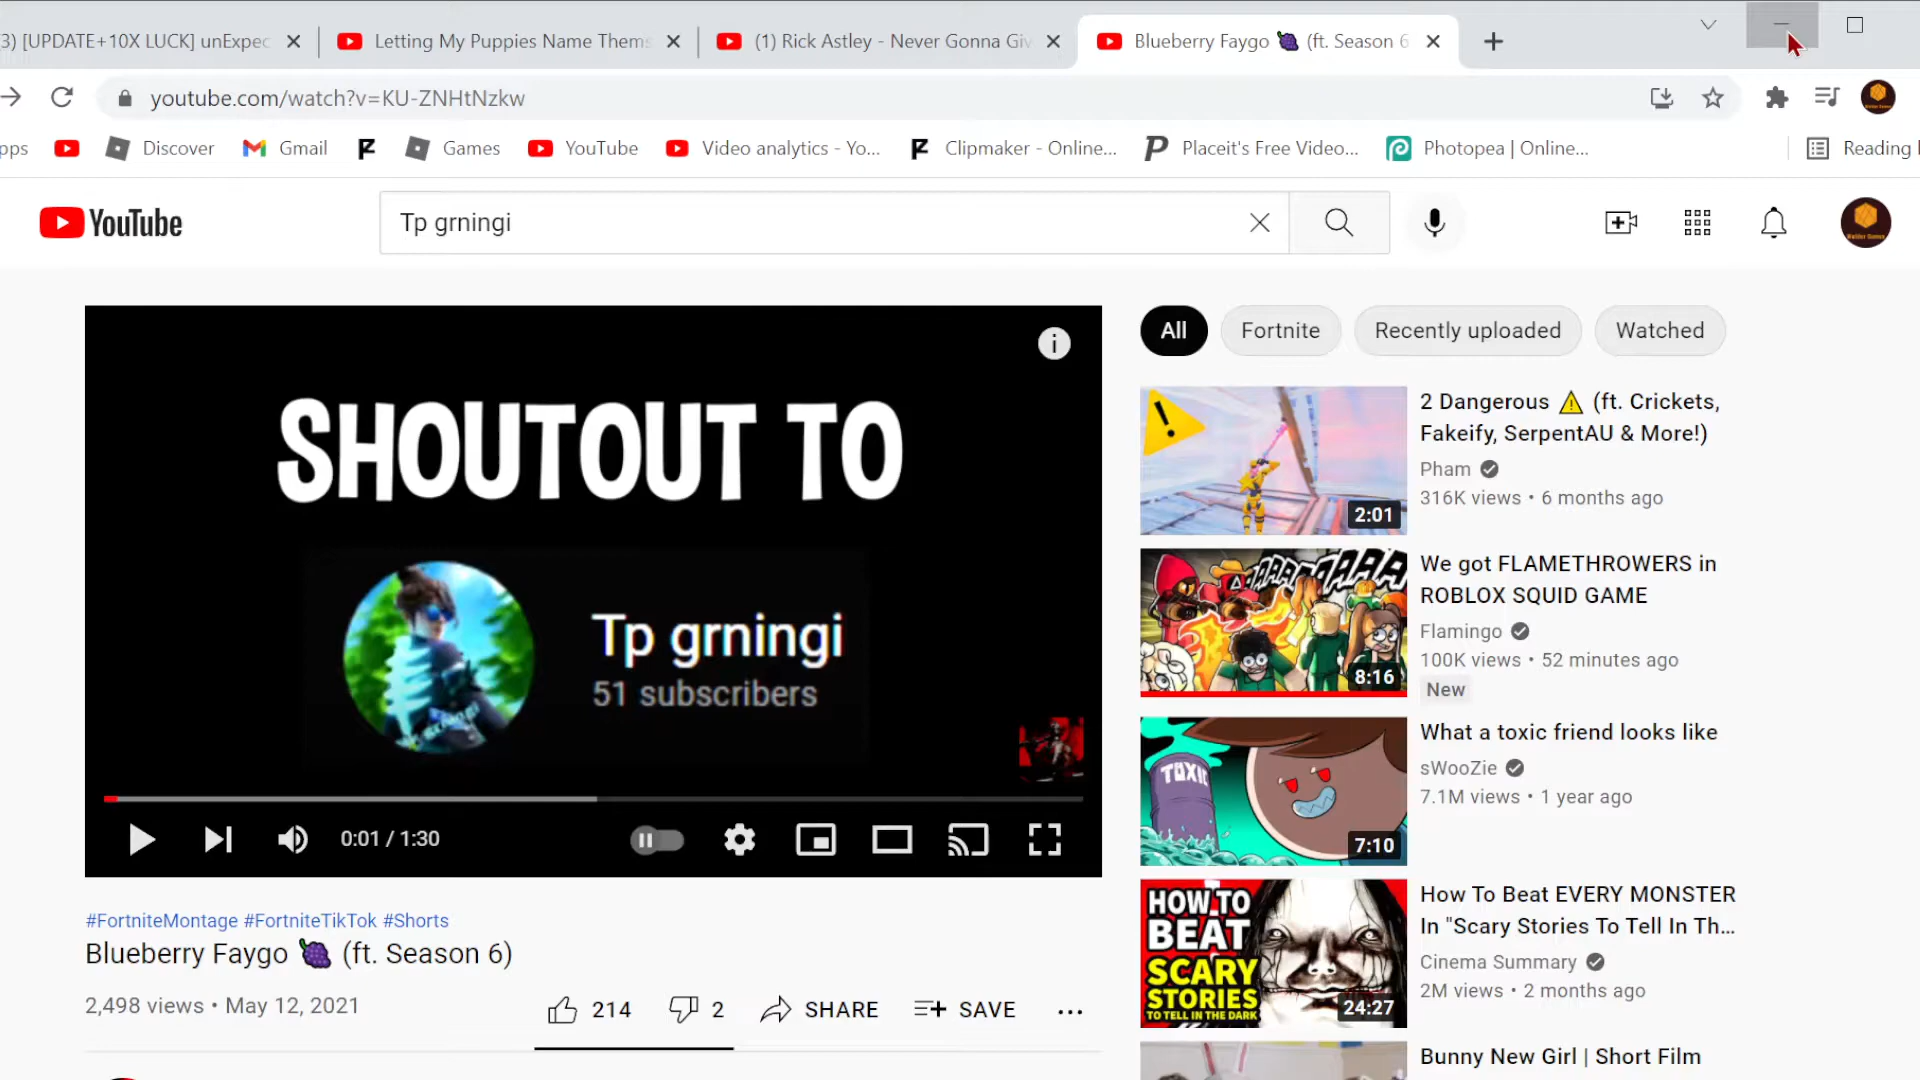 3) [UPDATE+10X LUCK] unExpec
Letting My Puppies Name Thems
(1) Rick Astley - Never Gonna Giv
Blueberry Faygo 🍇 (ft. Season 6
youtube.com/watch?v=KU-ZNHtNzkw
pps
Discover
Gmail
Games
YouTube
Video analytics - Yo...
Clipmaker - Online...
Placeit's Free Video...
Photopea | Online...
Reading l
YouTube
Tp grningi
SHOUTOUT TO
Tp grningi
51 subscribers
0:01 / 1:30
#FortniteMontage #FortniteTikTok #Shorts
Blueberry Faygo 🍇 (ft. Season 6)
2,498 views • May 12, 2021
214
2
SHARE
SAVE
All
Fortnite
Recently uploaded
Watched
2:01
2 Dangerous ⚠️ (ft. Crickets,
Fakeify, SerpentAU & More!)
Pham
316K views • 6 months ago
8:16
We got FLAMETHROWERS in
ROBLOX SQUID GAME
Flamingo
100K views • 52 minutes ago
New
TOXIC
7:10
What a toxic friend looks like
sWooZie
7.1M views • 1 year ago
HOW TO
BEAT
SCARY
STORIES
TO TELL IN THE DARK
24:27
How To Beat EVERY MONSTER
In "Scary Stories To Tell In Th...
Cinema Summary
2M views • 2 months ago
Bunny New Girl | Short Film